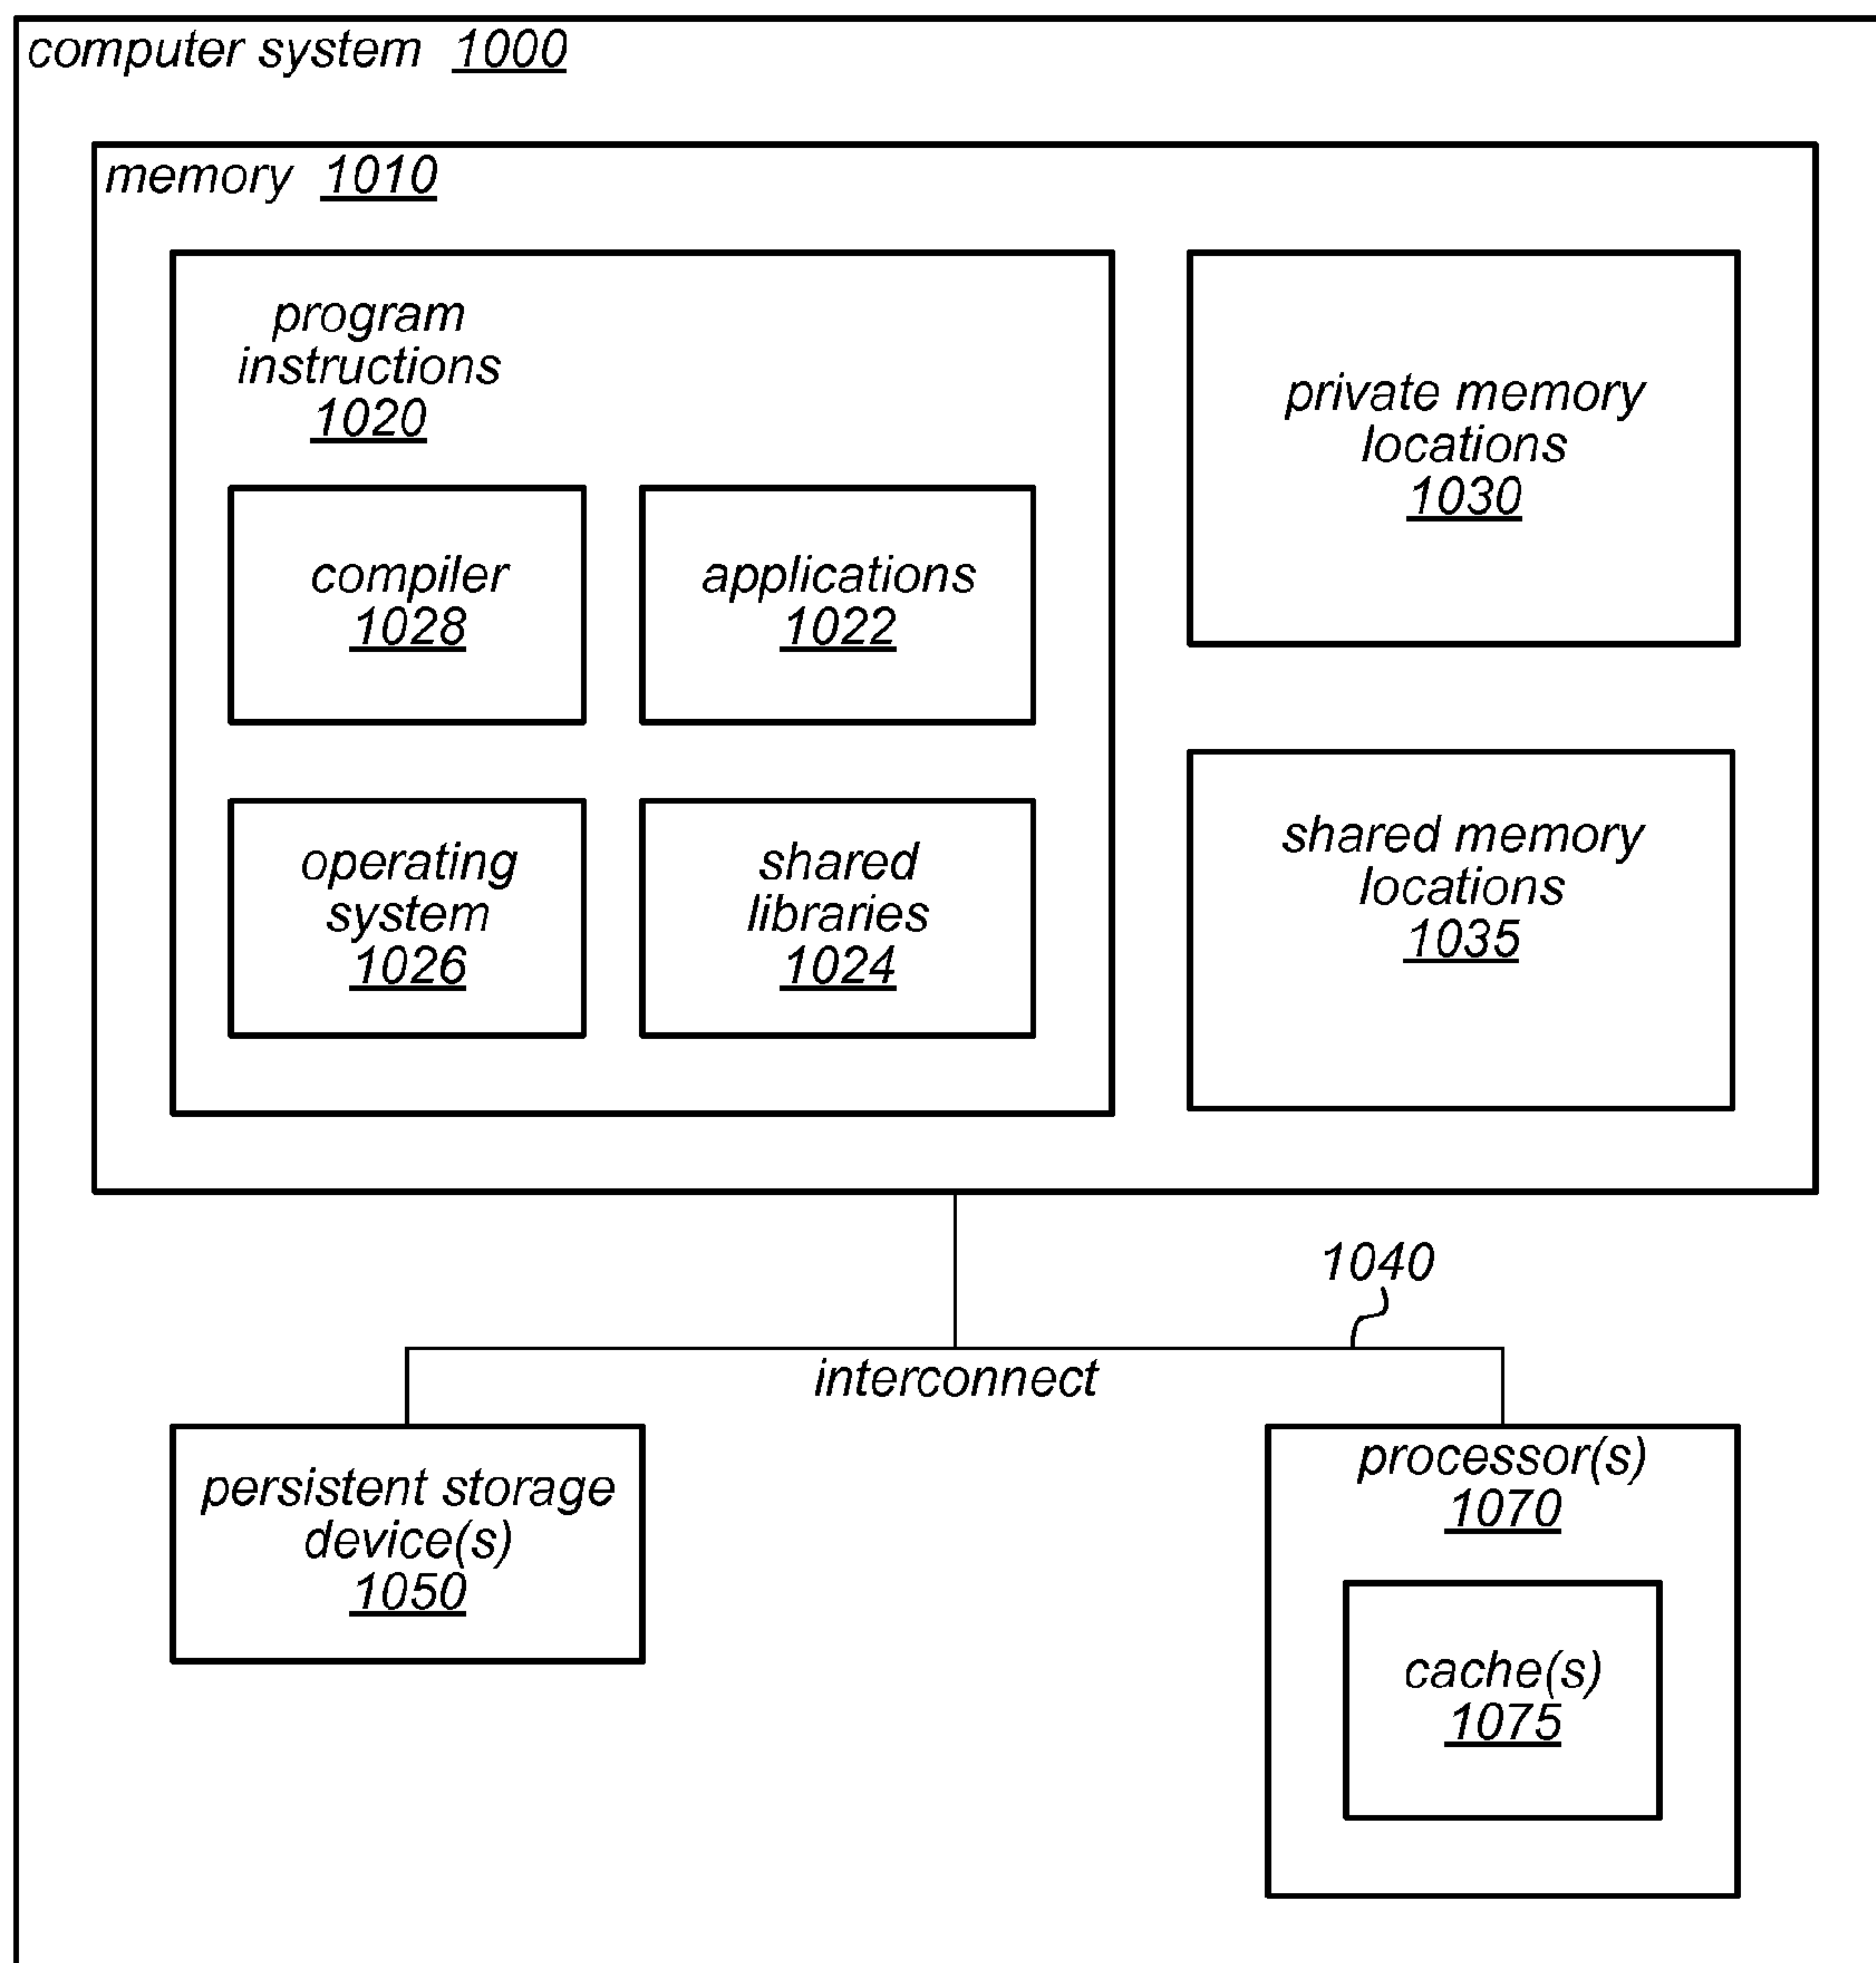 computer system 1000
memory 1010
program
instructions
1020
compiler
1028
applications
1022
operating
system
1026
shared
libraries
1024
private memory
locations
1030
shared memory
locations
1035
1040
interconnect
persistent storage
device(s)
1050
processor(s)
1070
cache(s)
1075